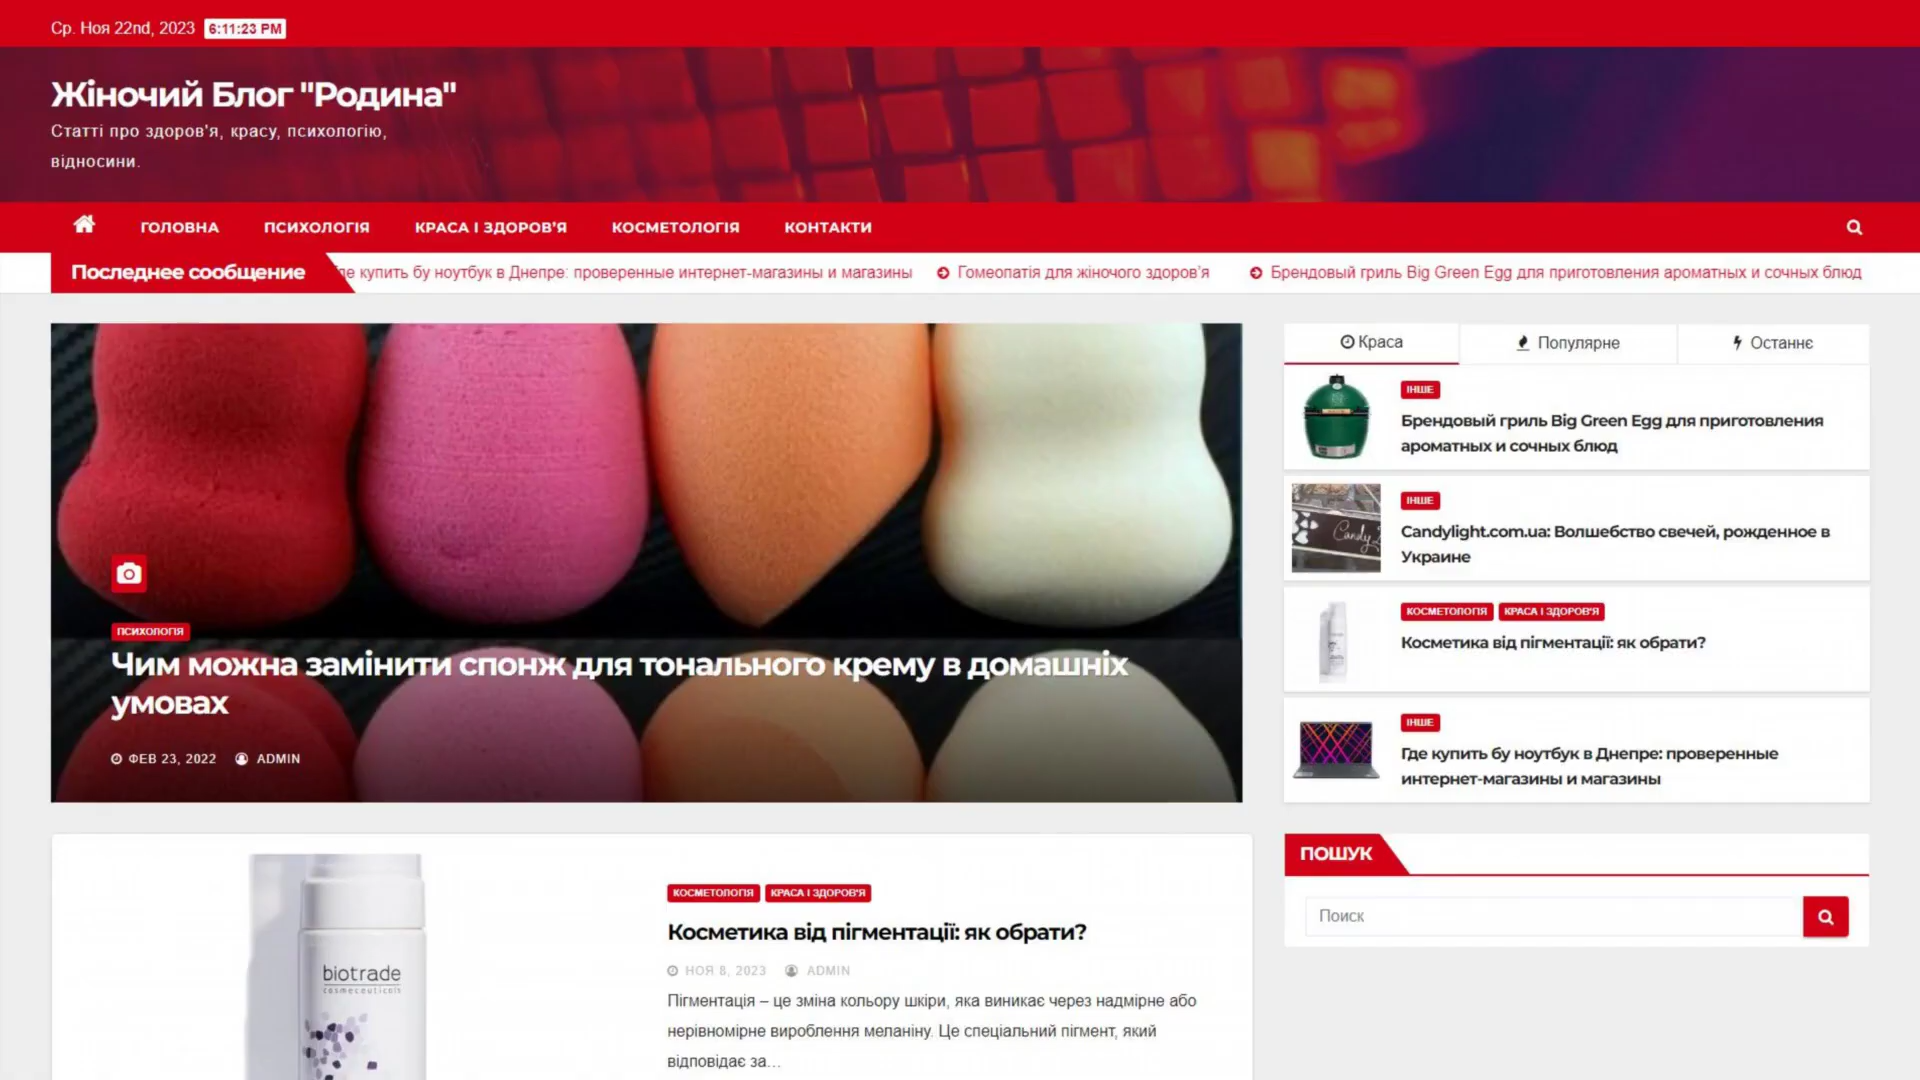 Ср. Ноя 22nd, 2023 6:11:23 PM
Жіночий Блог "Родина"
Статті про здоров'я, красу, психологію,
відносини.
ГОЛОВНА ПСИХОЛОГІЯ КРАСА І ЗДОРОВ'Я КОСМЕТОЛОГІЯ КОНТАКТИ
Последнее сообщение
где купить бу ноутбук в Днепре: проверенные интернет-магазины и магазины Гомеопатія для жіночого здоров'я Брендовый гриль Big Green Egg для приготовления ароматных и сочных блюд
ПСИХОЛОГІЯ
Чим можна замінити спонж для тонального крему в домашніх
умовах
ФЕВ 23, 2022 ADMIN
Краса Популярне Останнє
ІНШЕ
Брендовый гриль Big Green Egg для приготовления
ароматных и сочных блюд
Candy
ІНШЕ
Candylight.com.ua: Волшебство свечей, рожденное в
Украине
КОСМЕТОЛОГІЯ КРАСА І ЗДОРОВ'Я
Косметика від пігментації: як обрати?
ІНШЕ
Где купить бу ноутбук в Днепре: проверенные
интернет-магазины и магазины
biotrade
cosmeceuticals
КОСМЕТОЛОГІЯ КРАСА І ЗДОРОВ'Я
Косметика від пігментації: як обрати?
НОЯ 8, 2023 ADMIN
Пігментація – це зміна кольору шкіри, яка виникає через надмірне або
нерівномірне вироблення меланіну. Це спеціальний пігмент, який
відповідає за…
ПОШУК
Поиск